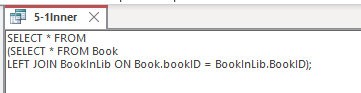 5-1Inner
SELECT * FROM
(SELECT * FROM Book
LEFT JOIN BookInLib ON Book.bookID = BookInLib.BookID);